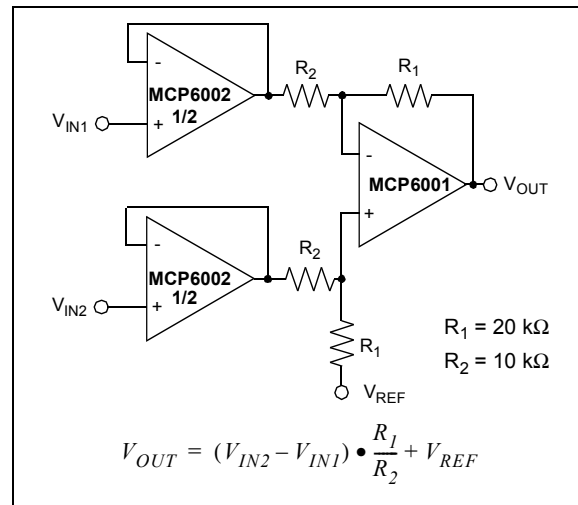 R2
R1
-
MCP6002
1/2
VIN1
+
-
MCP6001
+
VOUT
-
MCP6002
1/2
VIN2
+
R2
R1
VREF
R1 = 20 kΩ
R2 = 10 kΩ
VOUT = (VIN2 – VIN1) • R1/R2 + VREF